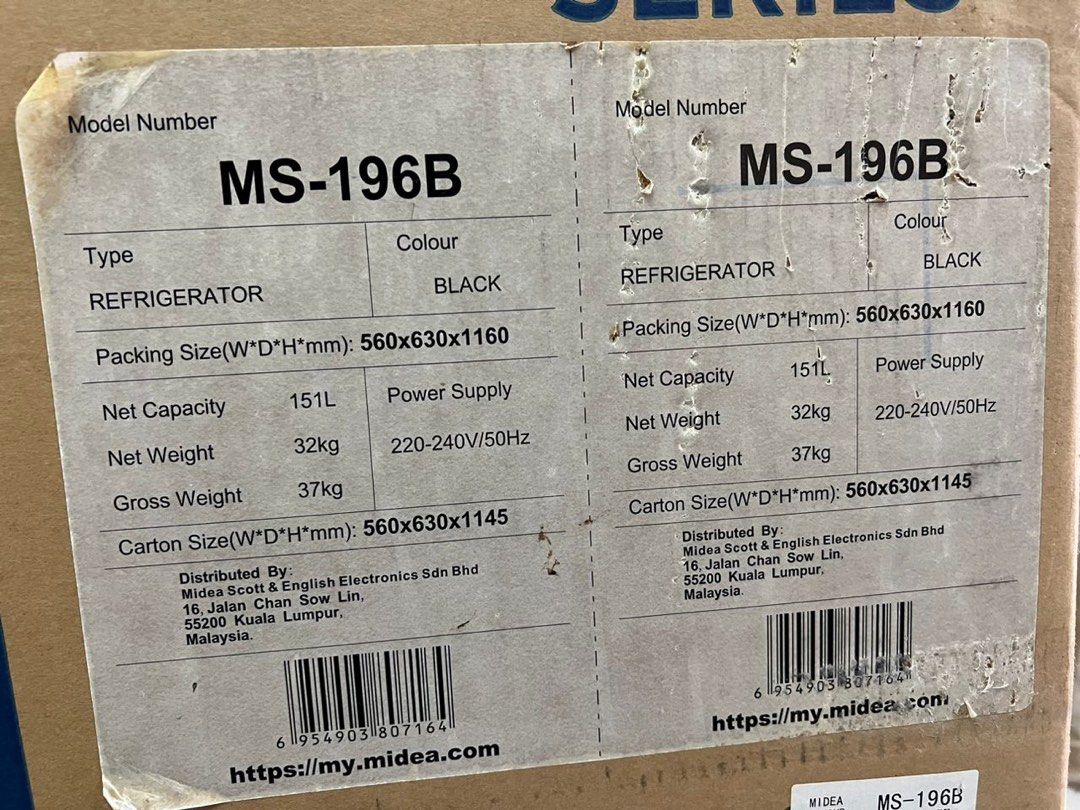 SERIES
Model Number
MS-196B
Type
Colour
REFRIGERATOR
BLACK
Packing Size(W*D*H*mm): 560x630x1160
Net Capacity 151L
Power Supply
Net Weight 32kg
220-240V/50Hz
Gross Weight 37kg
Carton Size(W*D*H*mm): 560x630x1145
Distributed By:
Midea Scott & English Electronics Sdn Bhd
16, Jalan Chan Sow Lin,
55200 Kuala Lumpur,
Malaysia.
6 954903 807164
https://my.midea.com
Model Number
MS-196B
Type
Colour
REFRIGERATOR
BLACK
Packing Size(W*D*H*mm): 560x630x1160
Net Capacity 151L
Power Supply
Net Weight 32kg
220-240V/50Hz
Gross Weight 37kg
Carton Size(W*D*H*mm): 560x630x1145
Distributed By:
Midea Scott & English Electronics Sdn Bhd
16, Jalan Chan Sow Lin,
55200 Kuala Lumpur,
Malaysia.
6 954903 807164
https://my.midea.com
MIDEA MS-196B